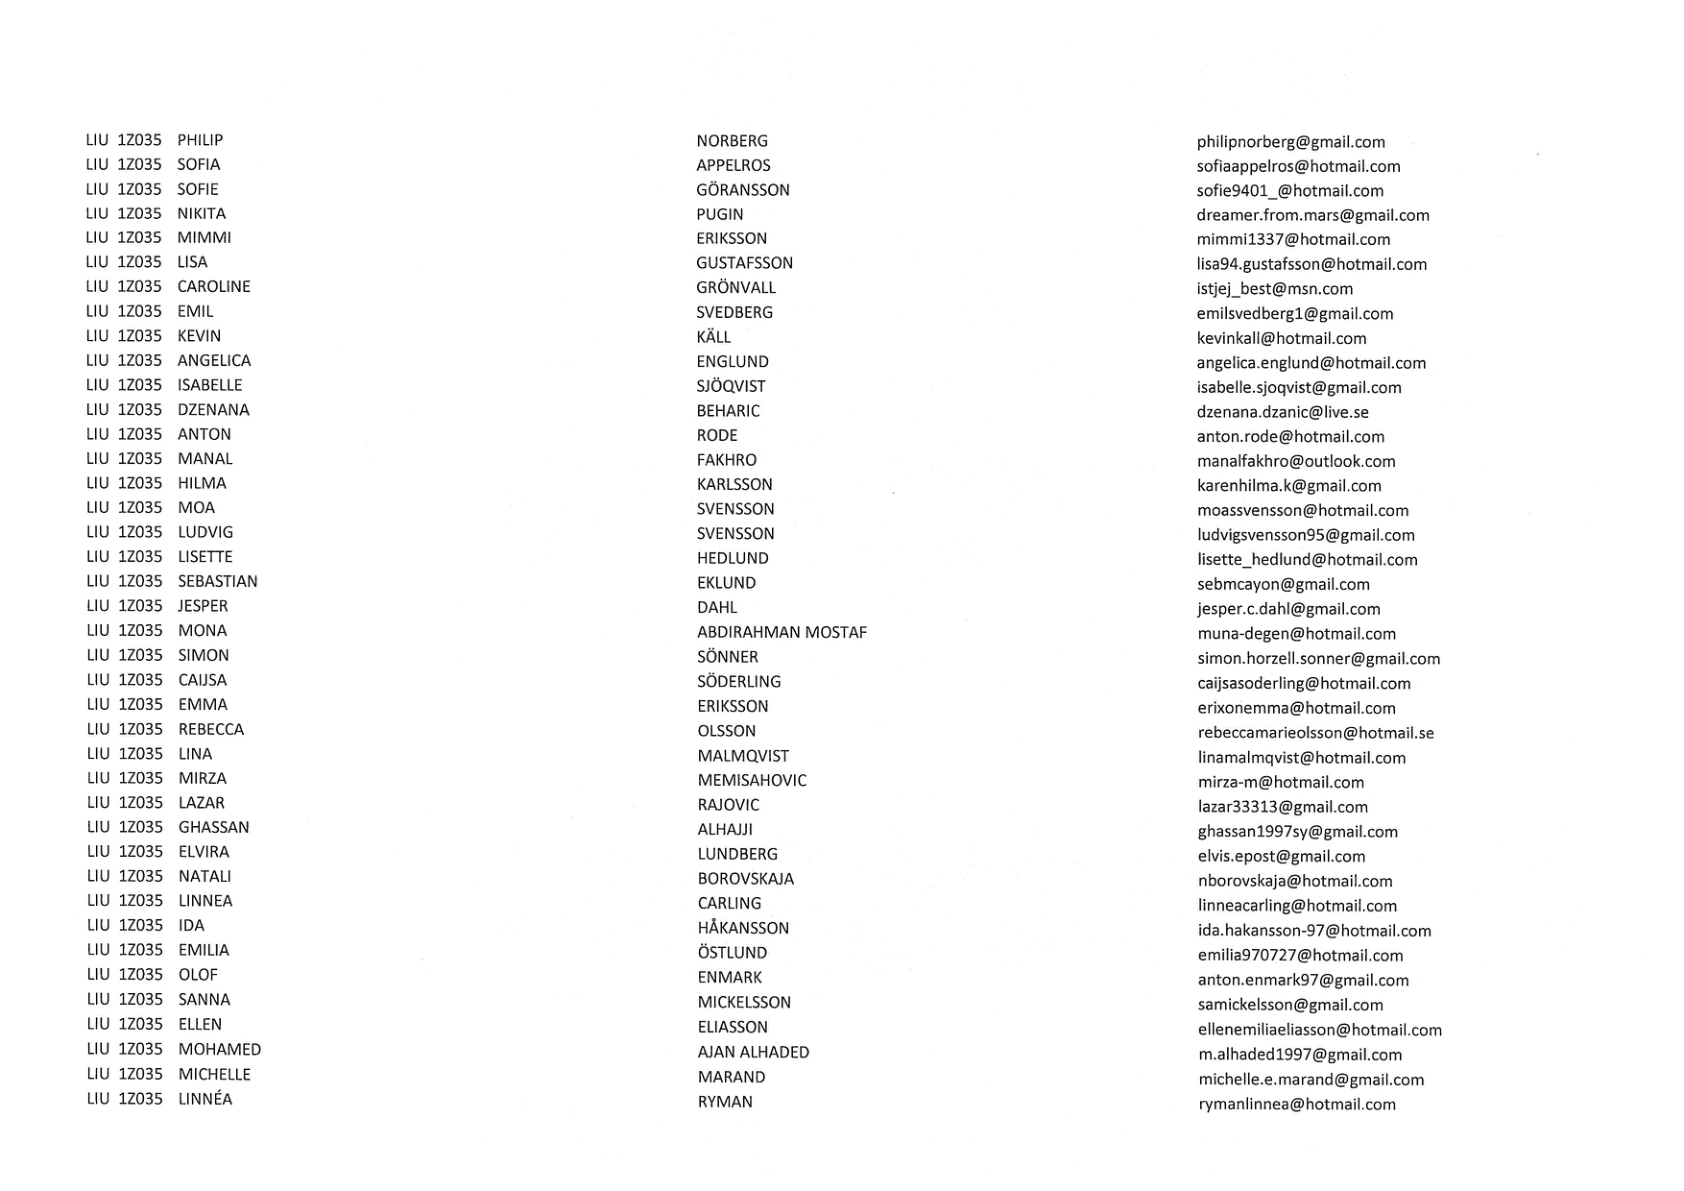 LIU 1Z035 PHILIP NORBERG philipnorberg@gmail.com
LIU 1Z035 SOFIA APPELROS sofiaappelros@hotmail.com
LIU 1Z035 SOFIE GÖRANSSON sofie9401_@hotmail.com
LIU 1Z035 NIKITA PUGIN dreamer.from.mars@gmail.com
LIU 1Z035 MIMMI ERIKSSON mimmi1337@hotmail.com
LIU 1Z035 LISA GUSTAFSSON lisa94.gustafsson@hotmail.com
LIU 1Z035 CAROLINE GRÖNVALL istjej_best@msn.com
LIU 1Z035 EMIL SVEDBERG emilsvedberg1@gmail.com
LIU 1Z035 KEVIN KÄLL kevinkall@hotmail.com
LIU 1Z035 ANGELICA ENGLUND angelica.englund@hotmail.com
LIU 1Z035 ISABELLE SJÖQVIST isabelle.sjoqvist@gmail.com
LIU 1Z035 DZENANA BEHARIC dzenana.dzanic@live.se
LIU 1Z035 ANTON RODE anton.rode@hotmail.com
LIU 1Z035 MANAL FAKHRO manalfakhro@outlook.com
LIU 1Z035 HILMA KARLSSON karenhilma.k@gmail.com
LIU 1Z035 MOA SVENSSON moassvensson@hotmail.com
LIU 1Z035 LUDVIG SVENSSON ludvigsvensson95@gmail.com
LIU 1Z035 LISETTE HEDLUND lisette_hedlund@hotmail.com
LIU 1Z035 SEBASTIAN EKLUND sebmcayon@gmail.com
LIU 1Z035 JESPER DAHL jesper.c.dahl@gmail.com
LIU 1Z035 MONA ABDIRAHMAN MOSTAF muna-degen@hotmail.com
LIU 1Z035 SIMON SÖNNER simon.horzell.sonner@gmail.com
LIU 1Z035 CAIJSA SÖDERLING caijsasoderling@hotmail.com
LIU 1Z035 EMMA ERIKSSON erixonemma@hotmail.com
LIU 1Z035 REBECCA OLSSON rebeccamarieolsson@hotmail.se
LIU 1Z035 LINA MALMQVIST linamalmqvist@hotmail.com
LIU 1Z035 MIRZA MEMISAHOVIC mirza-m@hotmail.com
LIU 1Z035 LAZAR RAJOVIC lazar33313@gmail.com
LIU 1Z035 GHASSAN ALHAJJI ghassan1997sy@gmail.com
LIU 1Z035 ELVIRA LUNDBERG elvis.epost@gmail.com
LIU 1Z035 NATALI BOROVSKAJA nborovskaja@hotmail.com
LIU 1Z035 LINNEA CARLING linneacarling@hotmail.com
LIU 1Z035 IDA HÅKANSSON ida.hakansson-97@hotmail.com
LIU 1Z035 EMILIA ÖSTLUND emilia970727@hotmail.com
LIU 1Z035 OLOF ENMARK anton.enmark97@gmail.com
LIU 1Z035 SANNA MICKELSSON samickelsson@gmail.com
LIU 1Z035 ELLEN ELIASSON ellenemiliaeliasson@hotmail.com
LIU 1Z035 MOHAMED AJAN ALHADED m.alhaded1997@gmail.com
LIU 1Z035 MICHELLE MARAND michelle.e.marand@gmail.com
LIU 1Z035 LINNÉA RYMAN rymanlinnea@hotmail.com